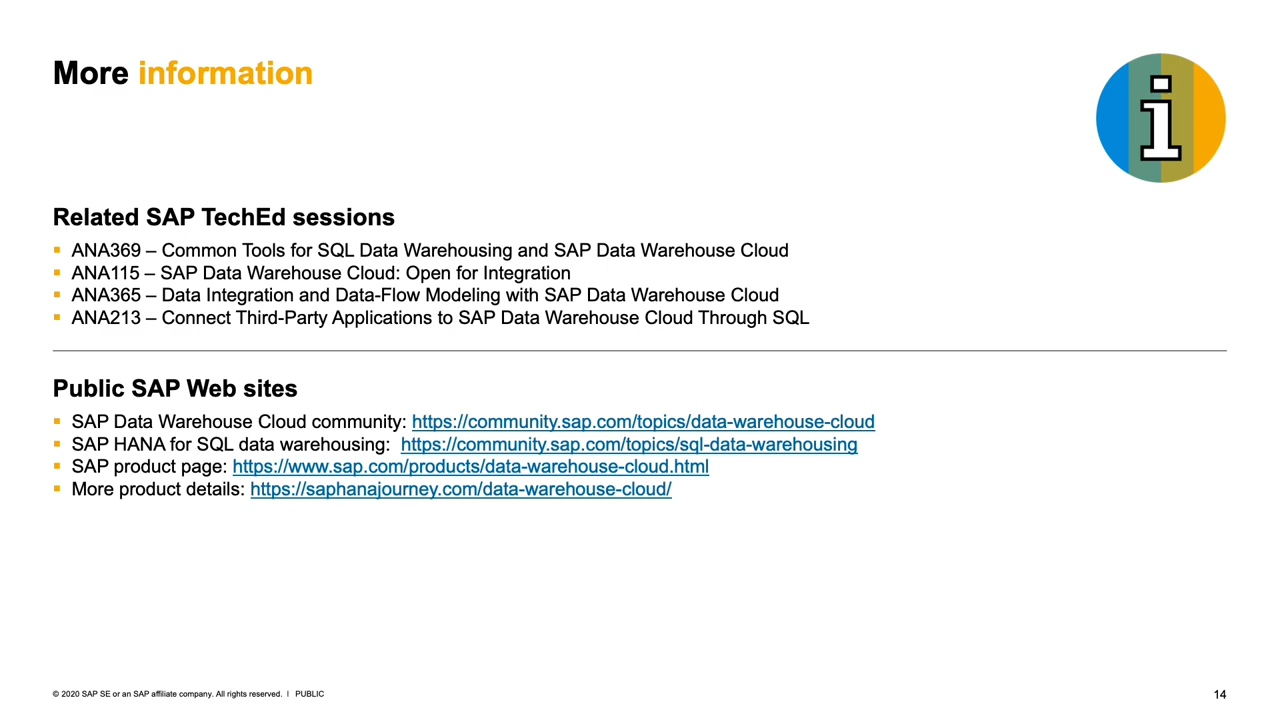 More information
i
Related SAP TechEd sessions
▪ ANA369 – Common Tools for SQL Data Warehousing and SAP Data Warehouse Cloud
▪ ANA115 – SAP Data Warehouse Cloud: Open for Integration
▪ ANA365 – Data Integration and Data-Flow Modeling with SAP Data Warehouse Cloud
▪ ANA213 – Connect Third-Party Applications to SAP Data Warehouse Cloud Through SQL
Public SAP Web sites
▪ SAP Data Warehouse Cloud community: https://community.sap.com/topics/data-warehouse-cloud
▪ SAP HANA for SQL data warehousing:  https://community.sap.com/topics/sql-data-warehousing
▪ SAP product page: https://www.sap.com/products/data-warehouse-cloud.html
▪ More product details: https://saphanajourney.com/data-warehouse-cloud/
© 2020 SAP SE or an SAP affiliate company. All rights reserved. | PUBLIC
14